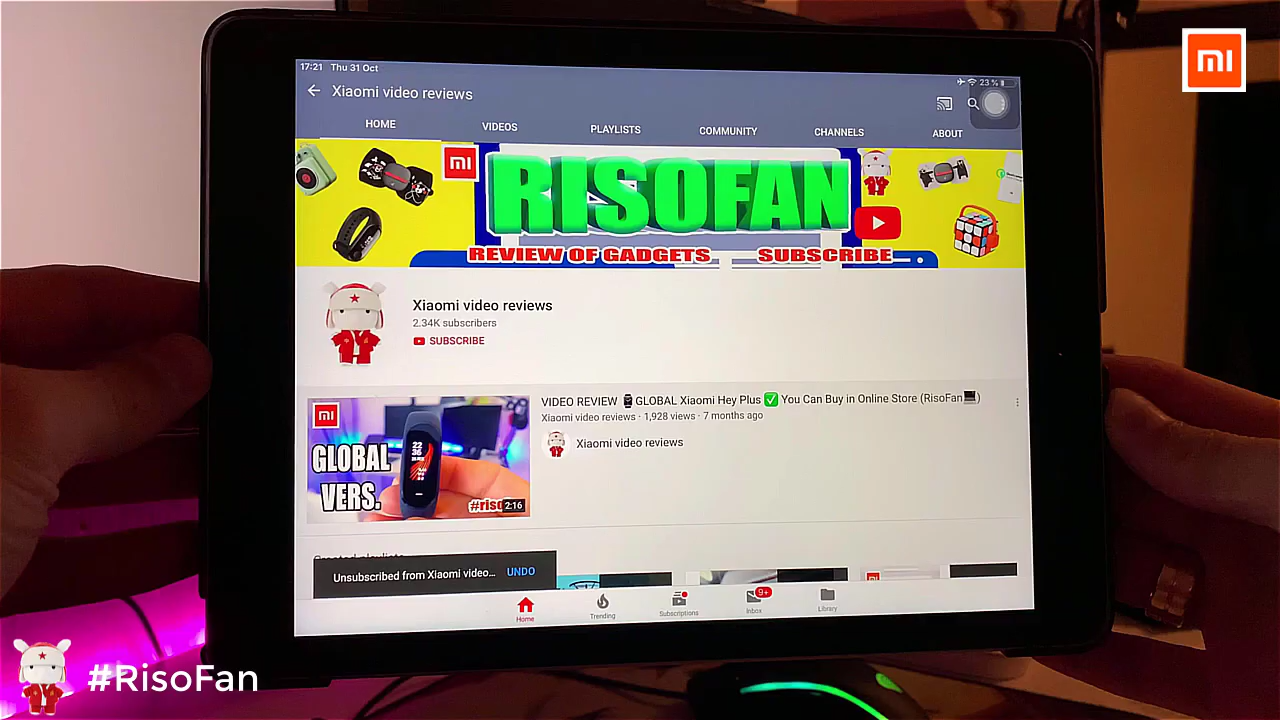 17:21 Thu 31 Oct
23 %
Xiaomi video reviews
HOME VIDEOS PLAYLISTS COMMUNITY CHANNELS ABOUT
mi
mi
RISOFAN
REVIEW OF GADGETS SUBSCRIBE
Xiaomi video reviews
2.34K subscribers
SUBSCRIBE
VIDEO REVIEW GLOBAL Xiaomi Hey Plus ✅ You Can Buy in Online Store (RisoFan💻)
Xiaomi video reviews · 1,928 views · 7 months ago
Xiaomi video reviews
mi
GLOBAL
VERS.
22
36
#riso
2:16
Unsubscribed from Xiaomi video... UNDO
mi
9+
Home Trending Subscriptions Inbox Library
#RisoFan